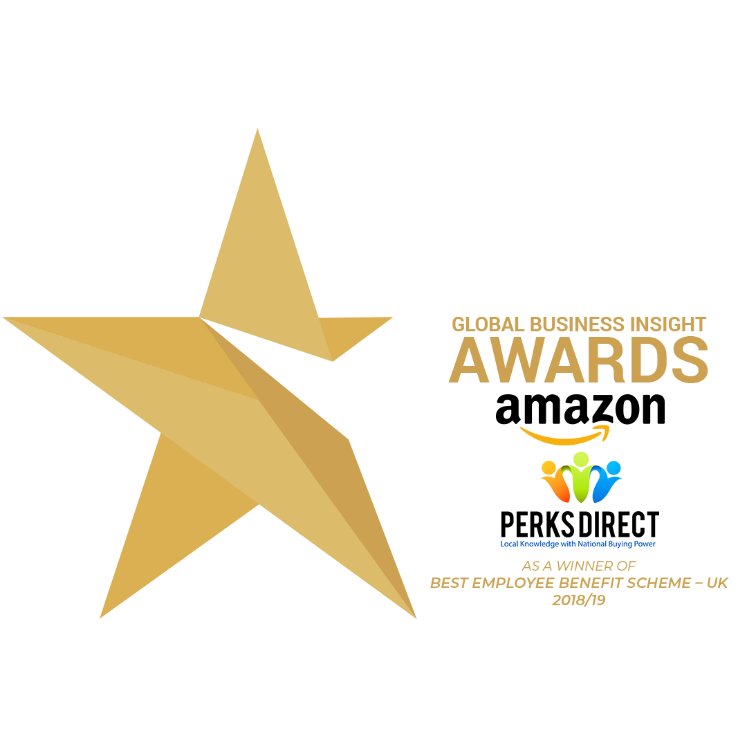 GLOBAL BUSINESS INSIGHT
AWARDS
amazon
PERKS DIRECT
Local Knowledge with National Buying Power
AS A WINNER OF
BEST EMPLOYEE BENEFIT SCHEME – UK
2018/19